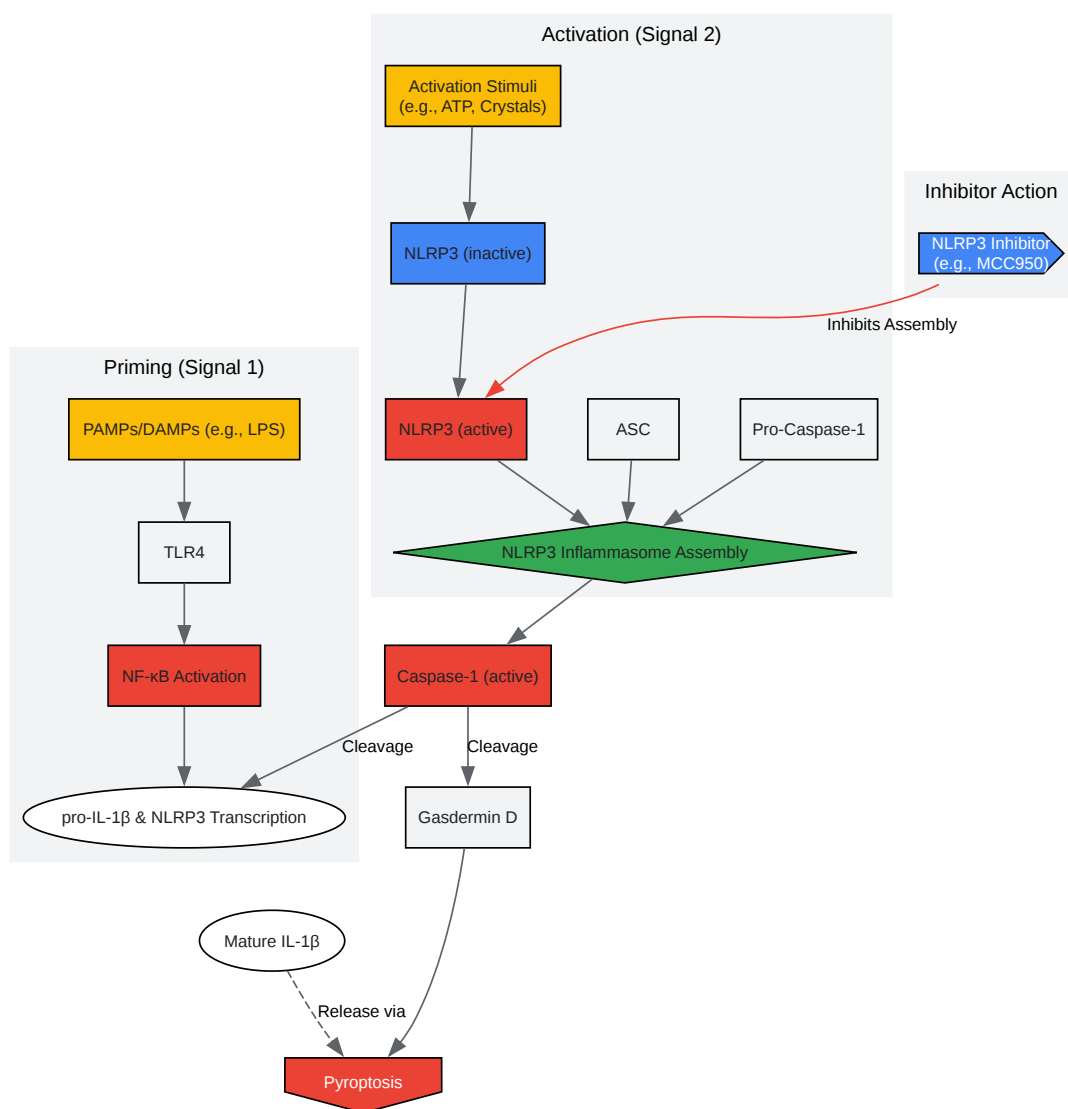 Activation (Signal 2)
Activation Stimuli
(e.g., ATP, Crystals)
Inhibitor Action
NLRP3 Inhibitor
(e.g., MCC950)
NLRP3 (inactive)
Inhibits Assembly
Priming (Signal 1)
PAMPs/DAMPs (e.g., LPS)
NLRP3 (active)
ASC
Pro-Caspase-1
TLR4
NLRP3 Inflammasome Assembly
NF-κB Activation
Caspase-1 (active)
Cleavage
Cleavage
pro-IL-1β & NLRP3 Transcription
Gasdermin D
Mature IL-1β
Release via
Pyroptosis